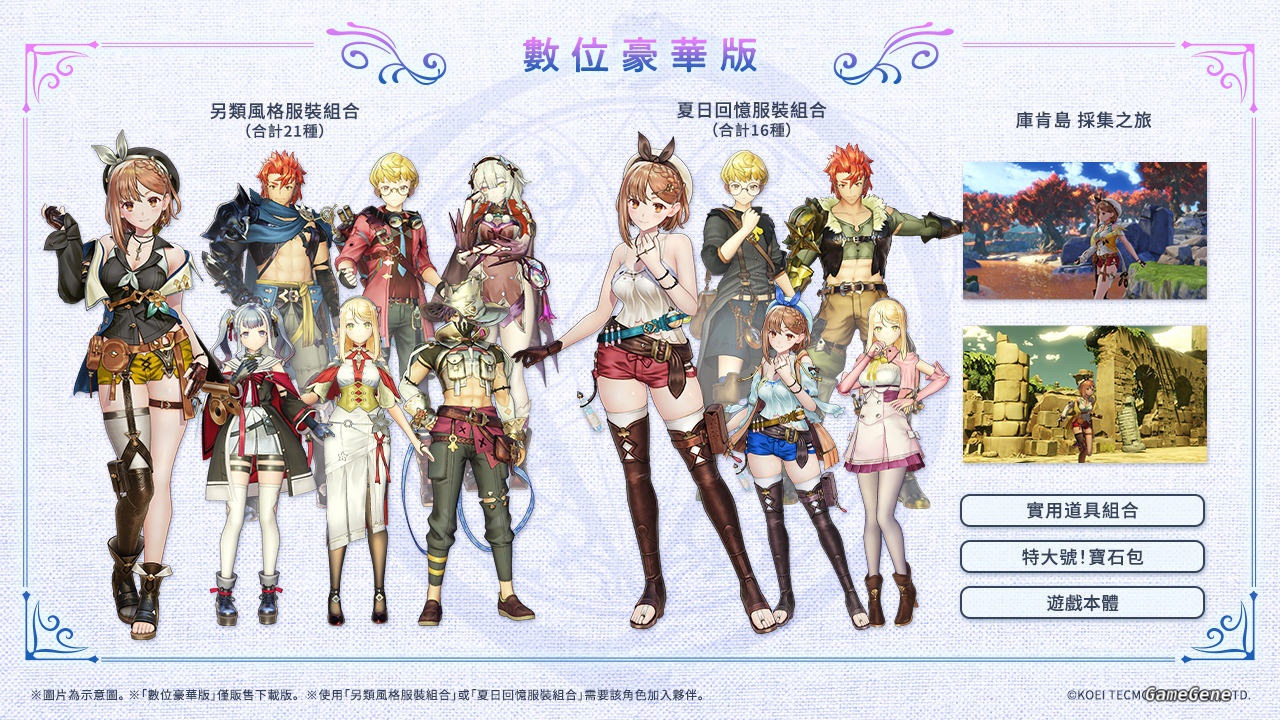 數位豪華版
另類風格服裝組合
（合計21種）
夏日回憶服裝組合
（合計16種）
庫肯島 採集之旅
實用道具組合
特大號！寶石包
遊戲本體
※圖片為示意圖。※「數位豪華版」僅販售下載版。※使用「另類風格服裝組合」或「夏日回憶服裝組合」需要該角色加入夥伴。
©KOEI TECM
GameGene
TD.